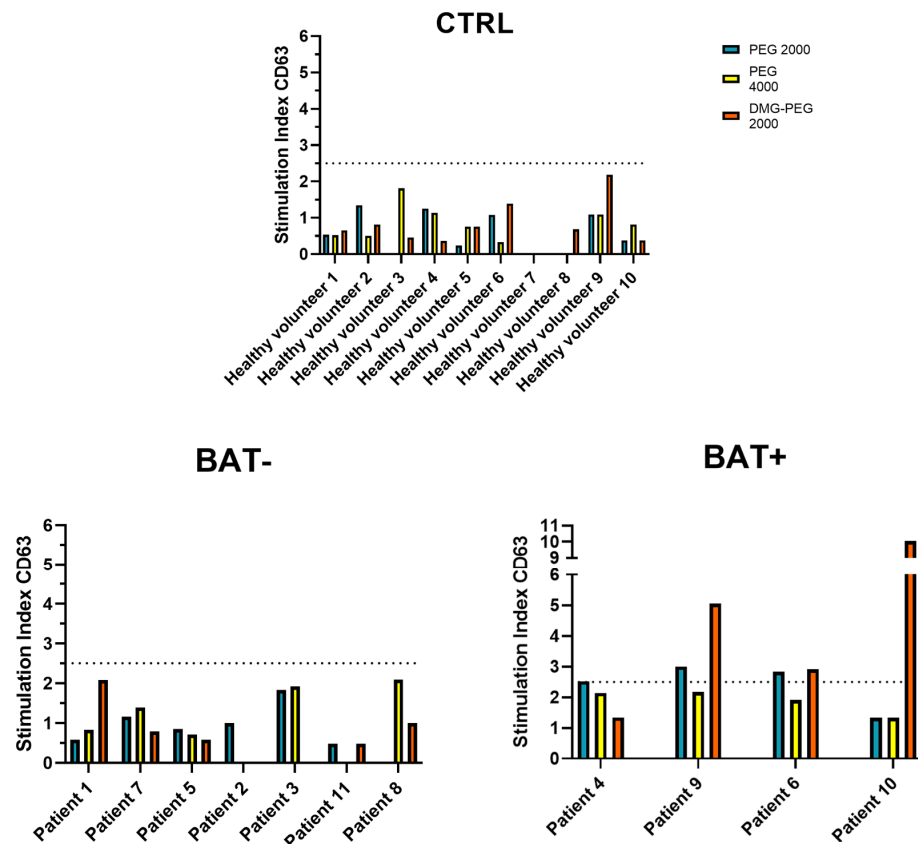 CTRL
PEG 2000
PEG
4000
DMG-PEG
2000
Stimulation Index CD63
6
5
4
3
2
1
0
Healthy volunteer 1
Healthy volunteer 2
Healthy volunteer 3
Healthy volunteer 4
Healthy volunteer 5
Healthy volunteer 6
Healthy volunteer 7
Healthy volunteer 8
Healthy volunteer 9
Healthy volunteer 10
BAT-
Stimulation Index CD63
6
5
4
3
2
1
0
Patient 1
Patient 7
Patient 5
Patient 2
Patient 3
Patient 11
Patient 8
BAT+
Stimulation Index CD63
11
10
9
6
5
4
3
2
1
0
Patient 4
Patient 9
Patient 6
Patient 10